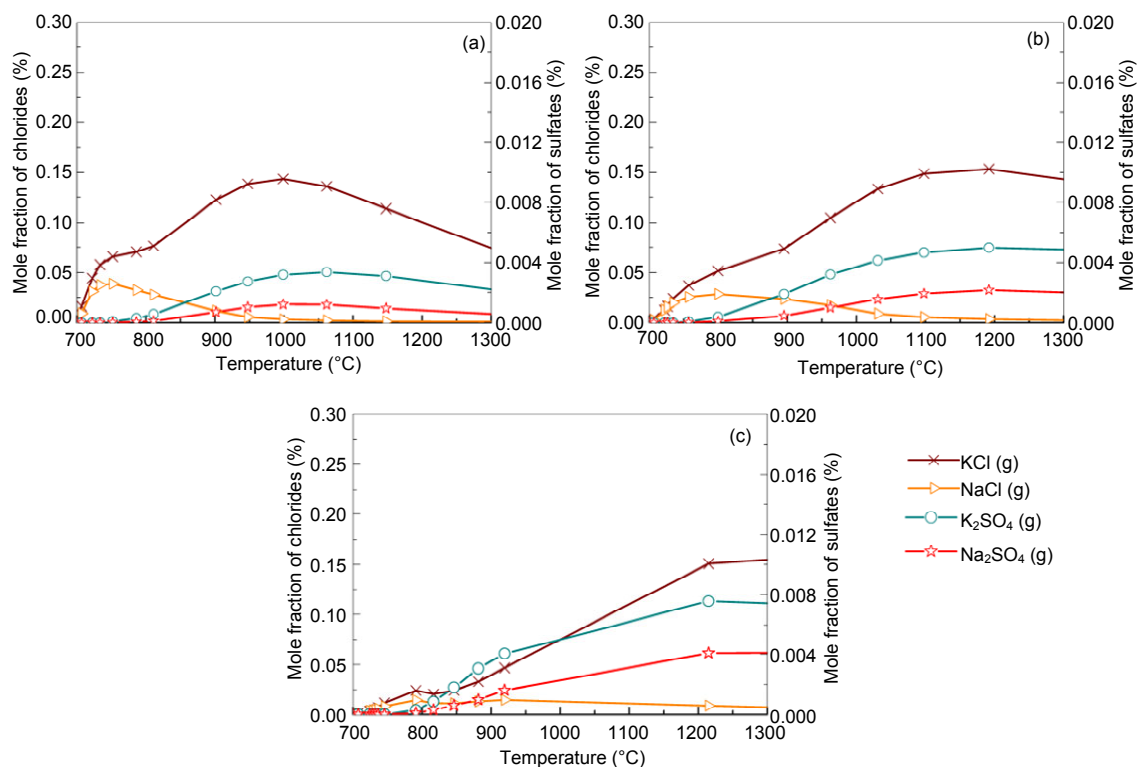 (a)
Mole fraction of chlorides (%)
0.30
0.25
0.20
0.15
0.10
0.05
0.00
Mole fraction of sulfates (%)
0.020
0.016
0.012
0.008
0.004
0.000
700 800 900 1000 1100 1200 1300
Temperature (°C)
(b)
Mole fraction of chlorides (%)
0.30
0.25
0.20
0.15
0.10
0.05
0.00
Mole fraction of sulfates (%)
0.020
0.016
0.012
0.008
0.004
0.000
700 800 900 1000 1100 1200 1300
Temperature (°C)
(c)
Mole fraction of chlorides (%)
0.30
0.25
0.20
0.15
0.10
0.05
0.00
Mole fraction of sulfates (%)
0.020
0.016
0.012
0.008
0.004
0.000
700 800 900 1000 1100 1200 1300
Temperature (°C)
KCl (g)
NaCl (g)
K₂SO₄ (g)
Na₂SO₄ (g)